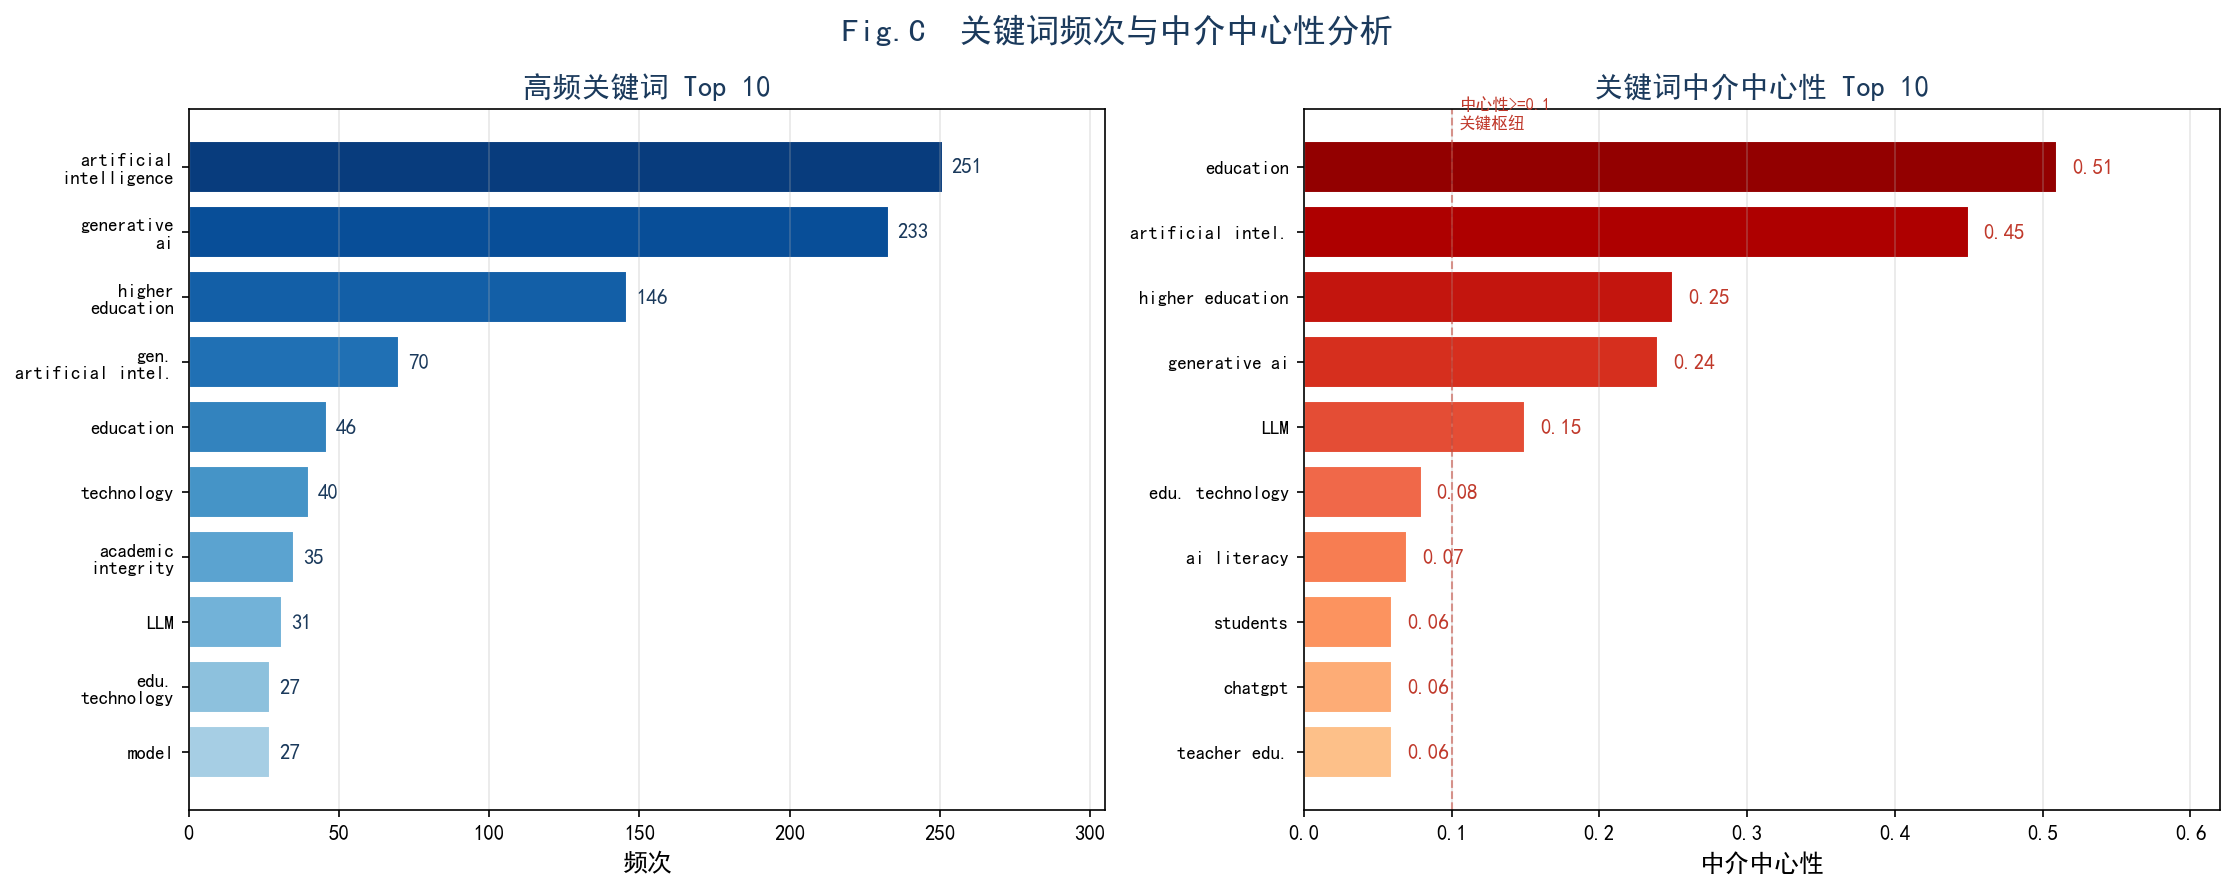 Fig.C 关键词频次与中介中心性分析
高频关键词 Top 10
artificial
intelligence
251
generative
ai
233
higher
education
146
gen.
artificial intel.
70
education
46
technology
40
academic
integrity
35
LLM
31
edu.
technology
27
model
27
0 50 100 150 200 250 300
频次
关键词中介中心性 Top 10
中心性>=0.1
关键枢纽
education
0.51
artificial intel.
0.45
higher education
0.25
generative ai
0.24
LLM
0.15
edu. technology
0.08
ai literacy
0.07
students
0.06
chatgpt
0.06
teacher edu.
0.06
0.0 0.1 0.2 0.3 0.4 0.5 0.6
中介中心性